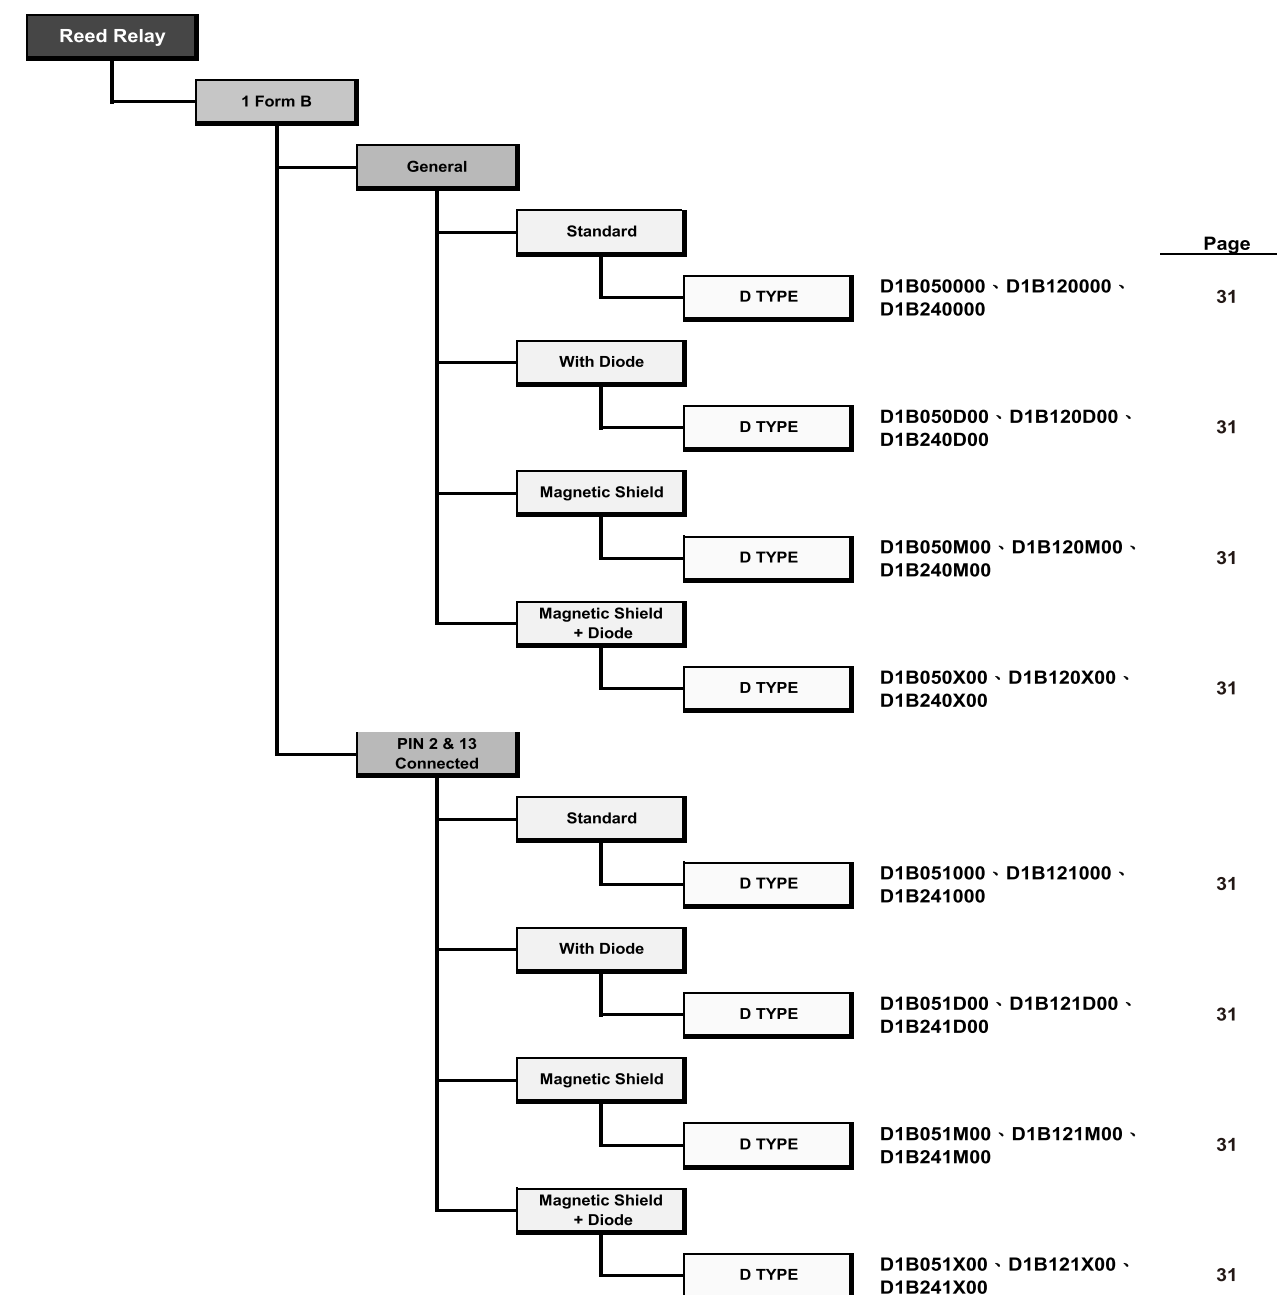 Reed Relay
1 Form B
General
Standard
Page
D TYPE
D1B050000、D1B120000、
D1B240000
31
With Diode
D TYPE
D1B050D00、D1B120D00、
D1B240D00
31
Magnetic Shield
D TYPE
D1B050M00、D1B120M00、
D1B240M00
31
Magnetic Shield
+ Diode
D TYPE
D1B050X00、D1B120X00、
D1B240X00
31
PIN 2 & 13
Connected
Standard
D TYPE
D1B051000、D1B121000、
D1B241000
31
With Diode
D TYPE
D1B051D00、D1B121D00、
D1B241D00
31
Magnetic Shield
D TYPE
D1B051M00、D1B121M00、
D1B241M00
31
Magnetic Shield
+ Diode
D TYPE
D1B051X00、D1B121X00、
D1B241X00
31